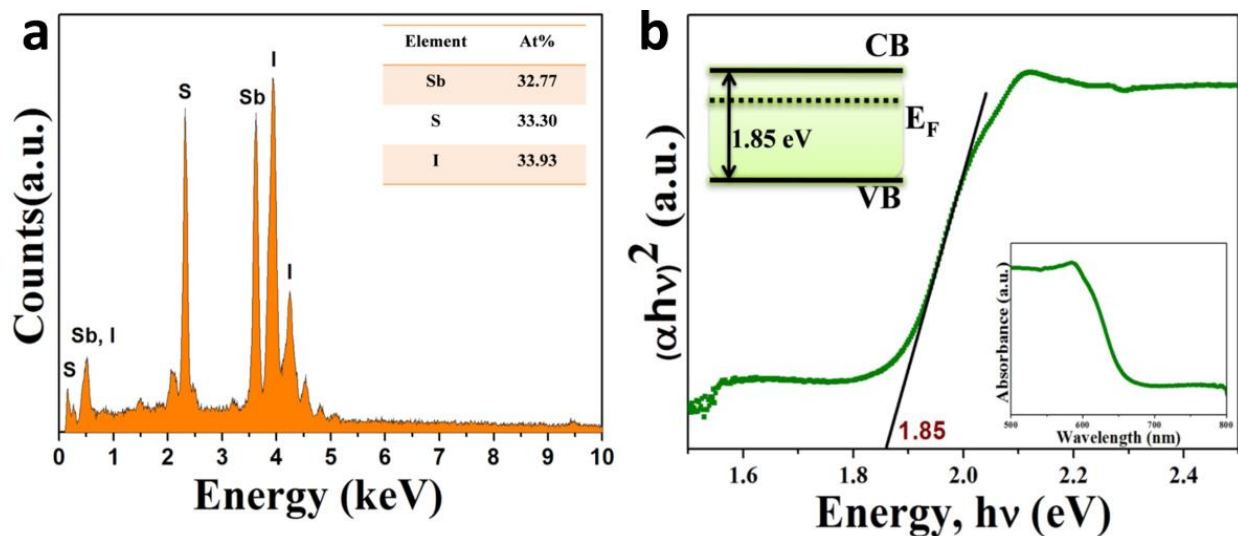 a
Element At%
Sb 32.77
S 33.30
I 33.93
Counts(a.u.)
S
Sb, I
S
Sb
I
I
0 1 2 3 4 5 6 7 8 9 10
Energy (keV)
b
CB
E_F
1.85 eV
VB
(αhν)² (a.u.)
1.85
Absorbance (a.u.)
500 600 700 800
Wavelength (nm)
1.6 1.8 2.0 2.2 2.4
Energy, hν (eV)